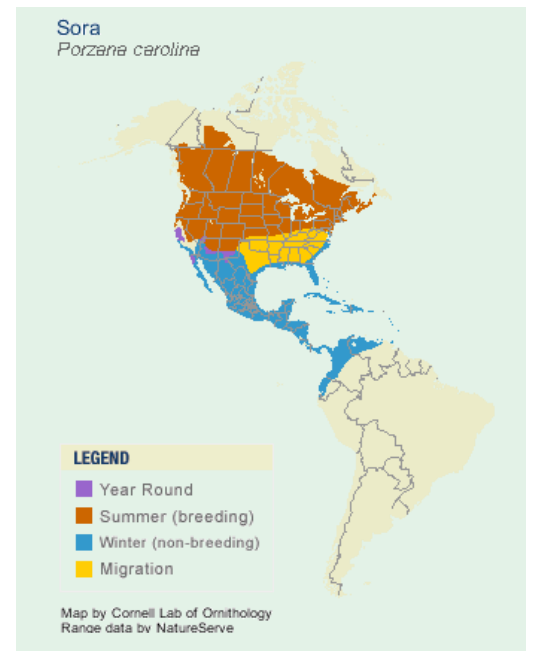 Sora
Porzana carolina
LEGEND
Year Round
Summer (breeding)
Winter (non-breeding)
Migration
Map by Cornell Lab of Ornithology
Range data by NatureServe